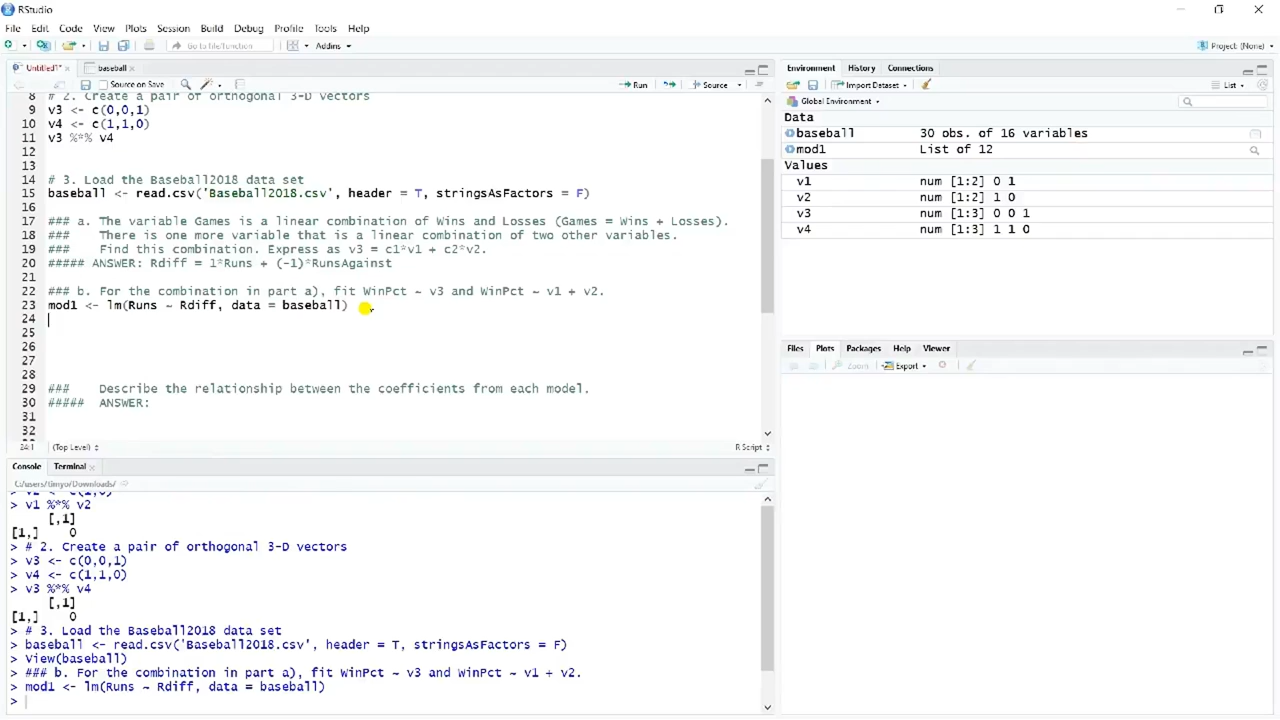 RStudio
File Edit Code View Plots Session Build Debug Profile Tools Help
Go to file/function Addins Project: (None)
Untitled1* baseball
Source on Save Run Source
8 # 2. Create a pair of orthogonal 3-D vectors
9 v3 <- c(0,0,1)
10 v4 <- c(1,1,0)
11 v3 %*% v4
12
13
14 # 3. Load the Baseball2018 data set
15 baseball <- read.csv('Baseball2018.csv', header = T, stringsAsFactors = F)
16
17 ### a. The variable Games is a linear combination of Wins and Losses (Games = Wins + Losses).
18 ### There is one more variable that is a linear combination of two other variables.
19 ### Find this combination. Express as v3 = c1*v1 + c2*v2.
20 ##### ANSWER: Rdiff = 1*Runs + (-1)*RunsAgainst
21
22 ### b. For the combination in part a), fit WinPct ~ v3 and WinPct ~ v1 + v2.
23 mod1 <- lm(Runs ~ Rdiff, data = baseball)
24
25
26
27
28
29 ### Describe the relationship between the coefficients from each model.
30 ##### ANSWER:
31
32
24:1 (Top Level) R Script
Console Terminal
C:/users/timyo/Downloads/
> v2 <- c(1,0)
> v1 %*% v2
[,1]
[1,] 0
> # 2. Create a pair of orthogonal 3-D vectors
> v3 <- c(0,0,1)
> v4 <- c(1,1,0)
> v3 %*% v4
[,1]
[1,] 0
> # 3. Load the Baseball2018 data set
> baseball <- read.csv('Baseball2018.csv', header = T, stringsAsFactors = F)
> View(baseball)
> ### b. For the combination in part a), fit WinPct ~ v3 and WinPct ~ v1 + v2.
> mod1 <- lm(Runs ~ Rdiff, data = baseball)
>
Environment History Connections
Import Dataset List
Global Environment
Data
baseball 30 obs. of 16 variables
mod1 List of 12
Values
v1 num [1:2] 0 1
v2 num [1:2] 1 0
v3 num [1:3] 0 0 1
v4 num [1:3] 1 1 0
Files Plots Packages Help Viewer
Zoom Export